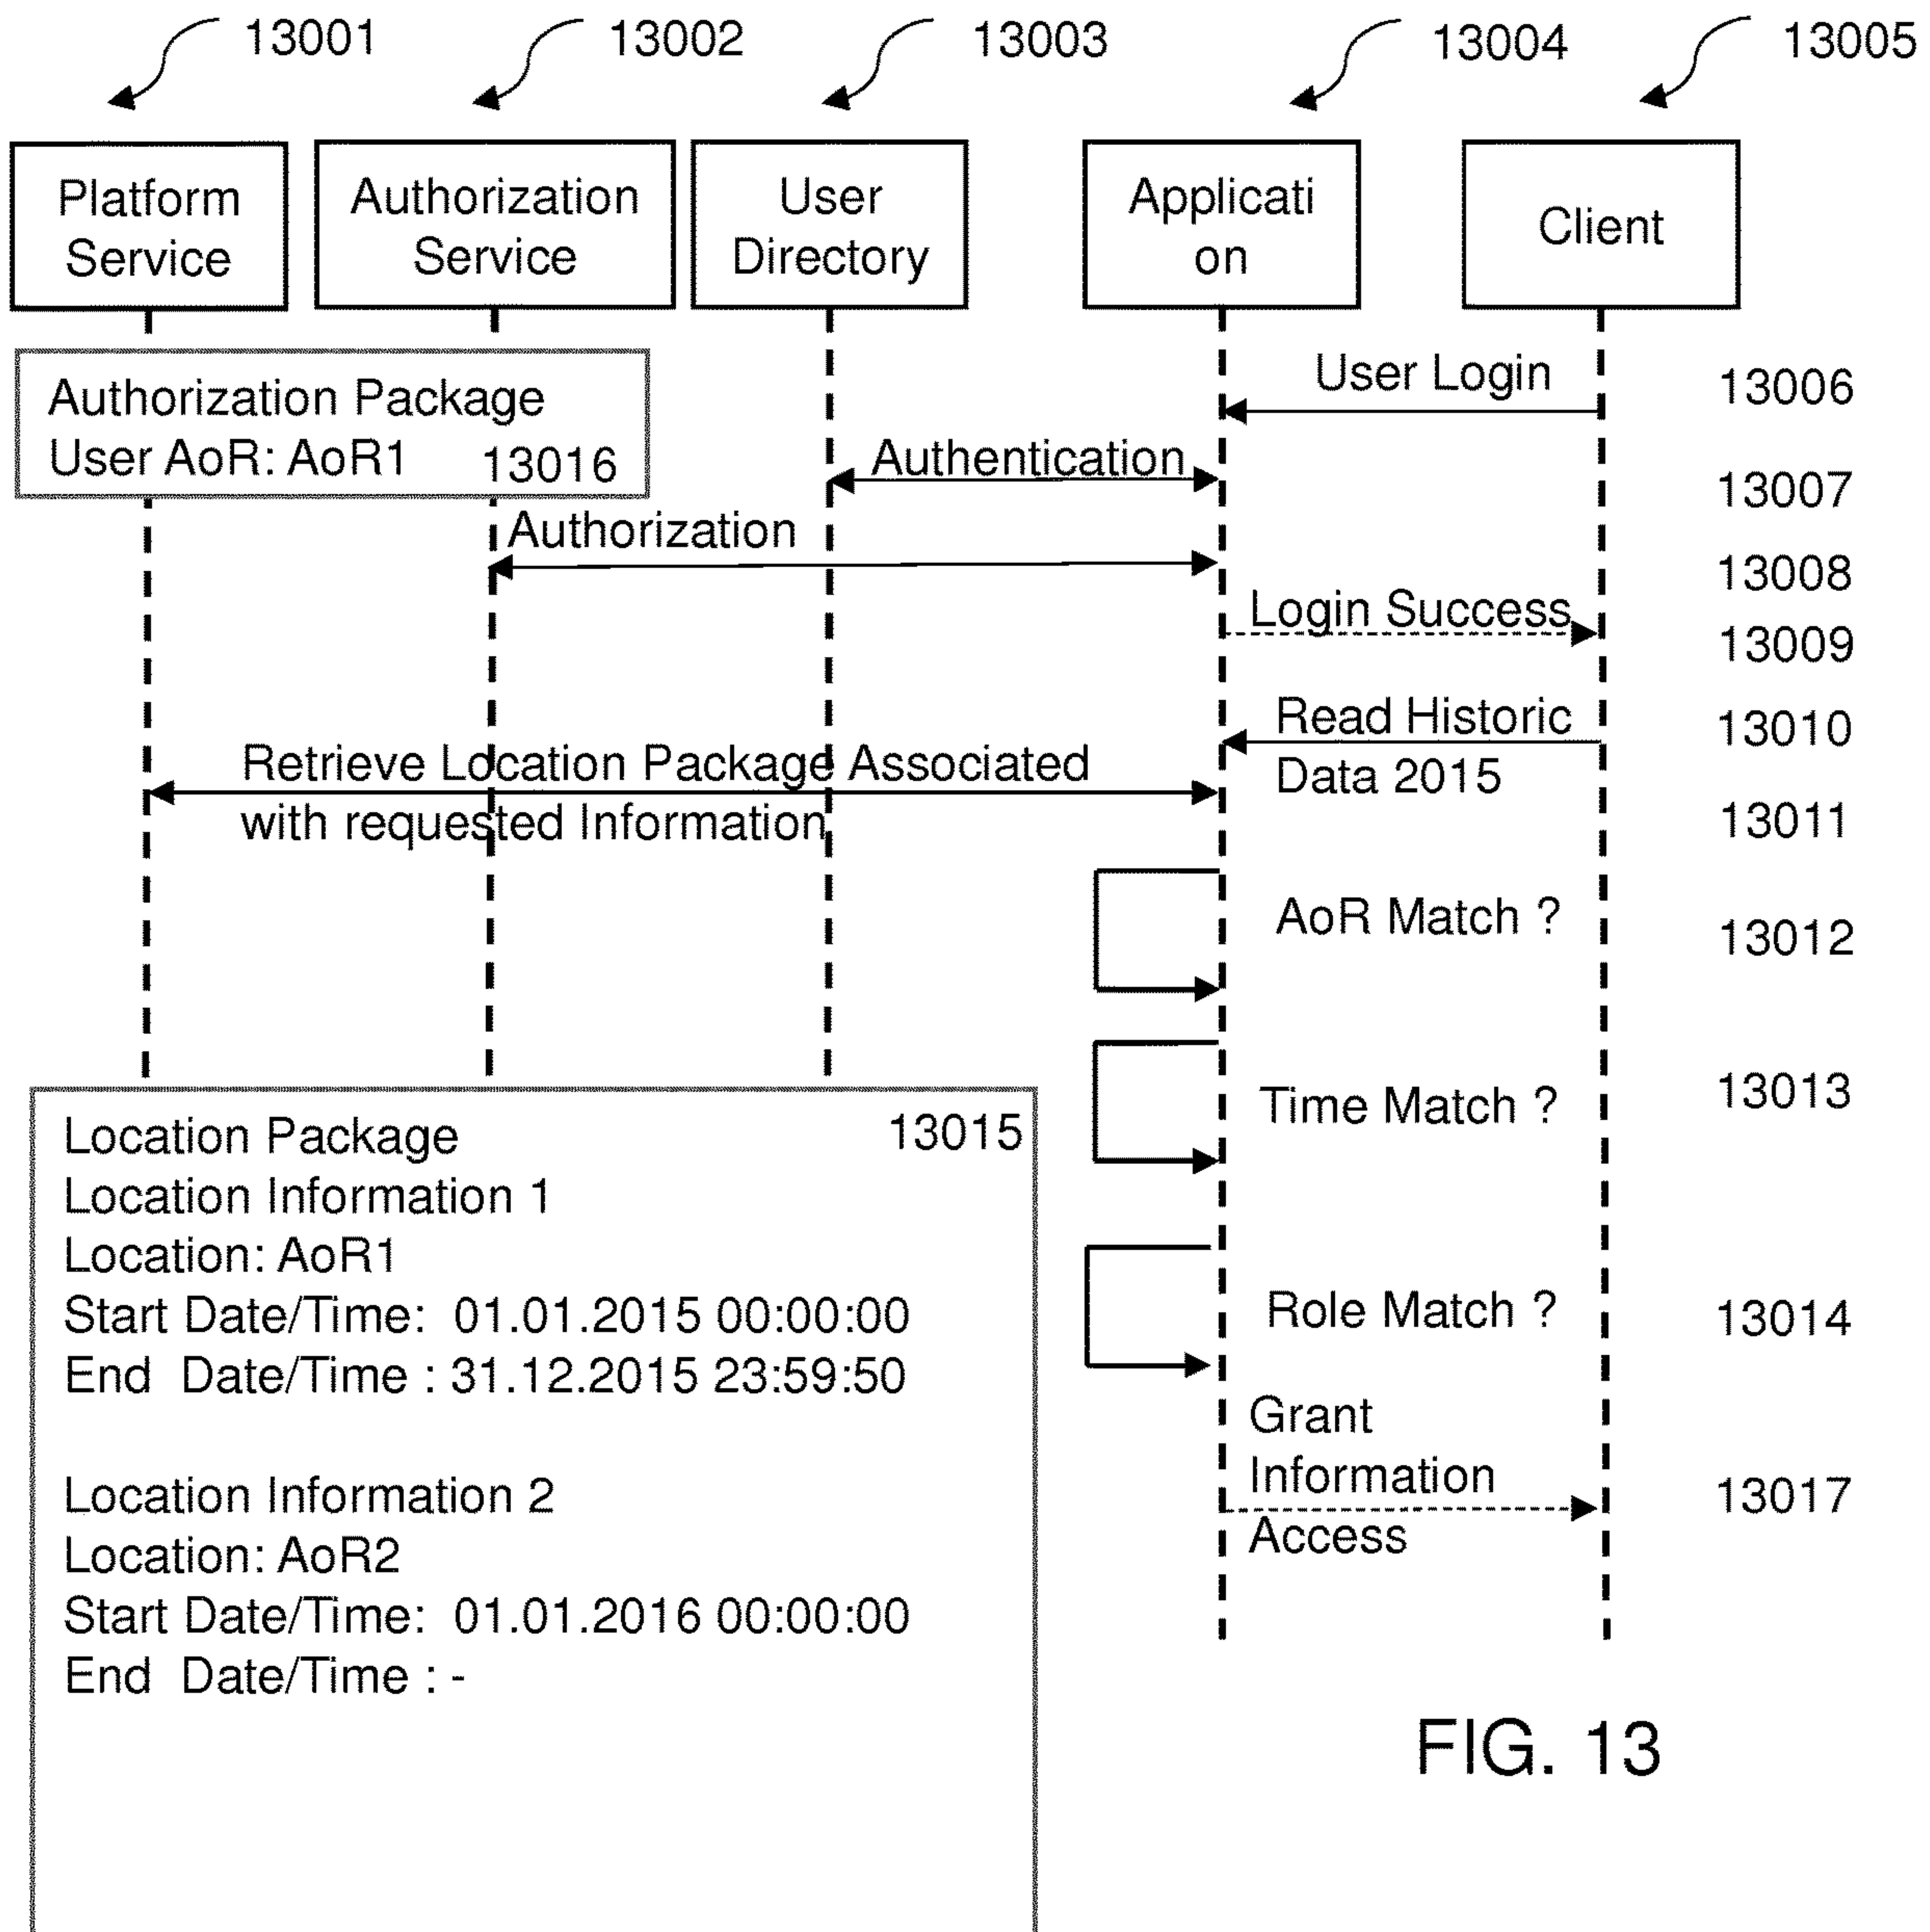 13001 13002 13003 13004 13005
Platform
Service
Authorization
Service
User
Directory
Applicati
on
Client
Authorization Package
User AoR: AoR1 13016
User Login 13006
Authentication 13007
Authorization 13008
Login Success 13009
Read Historic 13010
Data 2015
Retrieve Location Package Associated
with requested Information 13011
AoR Match ? 13012
Time Match ? 13013
Role Match ? 13014
Grant
Information 13017
Access
Location Package 13015
Location Information 1
Location: AoR1
Start Date/Time: 01.01.2015 00:00:00
End Date/Time : 31.12.2015 23:59:50
Location Information 2
Location: AoR2
Start Date/Time: 01.01.2016 00:00:00
End Date/Time : -
FIG. 13